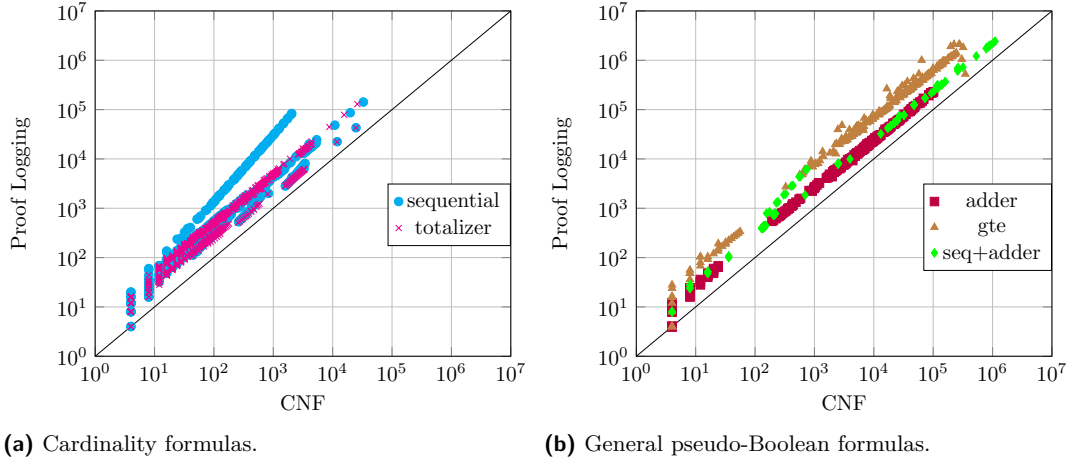 10^7
10^6
10^5
10^4
10^3
10^2
10^1
10^0
10^0 10^1 10^2 10^3 10^4 10^5 10^6 10^7
Proof Logging
CNF
sequential
totalizer
(a) Cardinality formulas.
10^7
10^6
10^5
10^4
10^3
10^2
10^1
10^0
10^0 10^1 10^2 10^3 10^4 10^5 10^6 10^7
Proof Logging
CNF
adder
gte
seq+adder
(b) General pseudo-Boolean formulas.